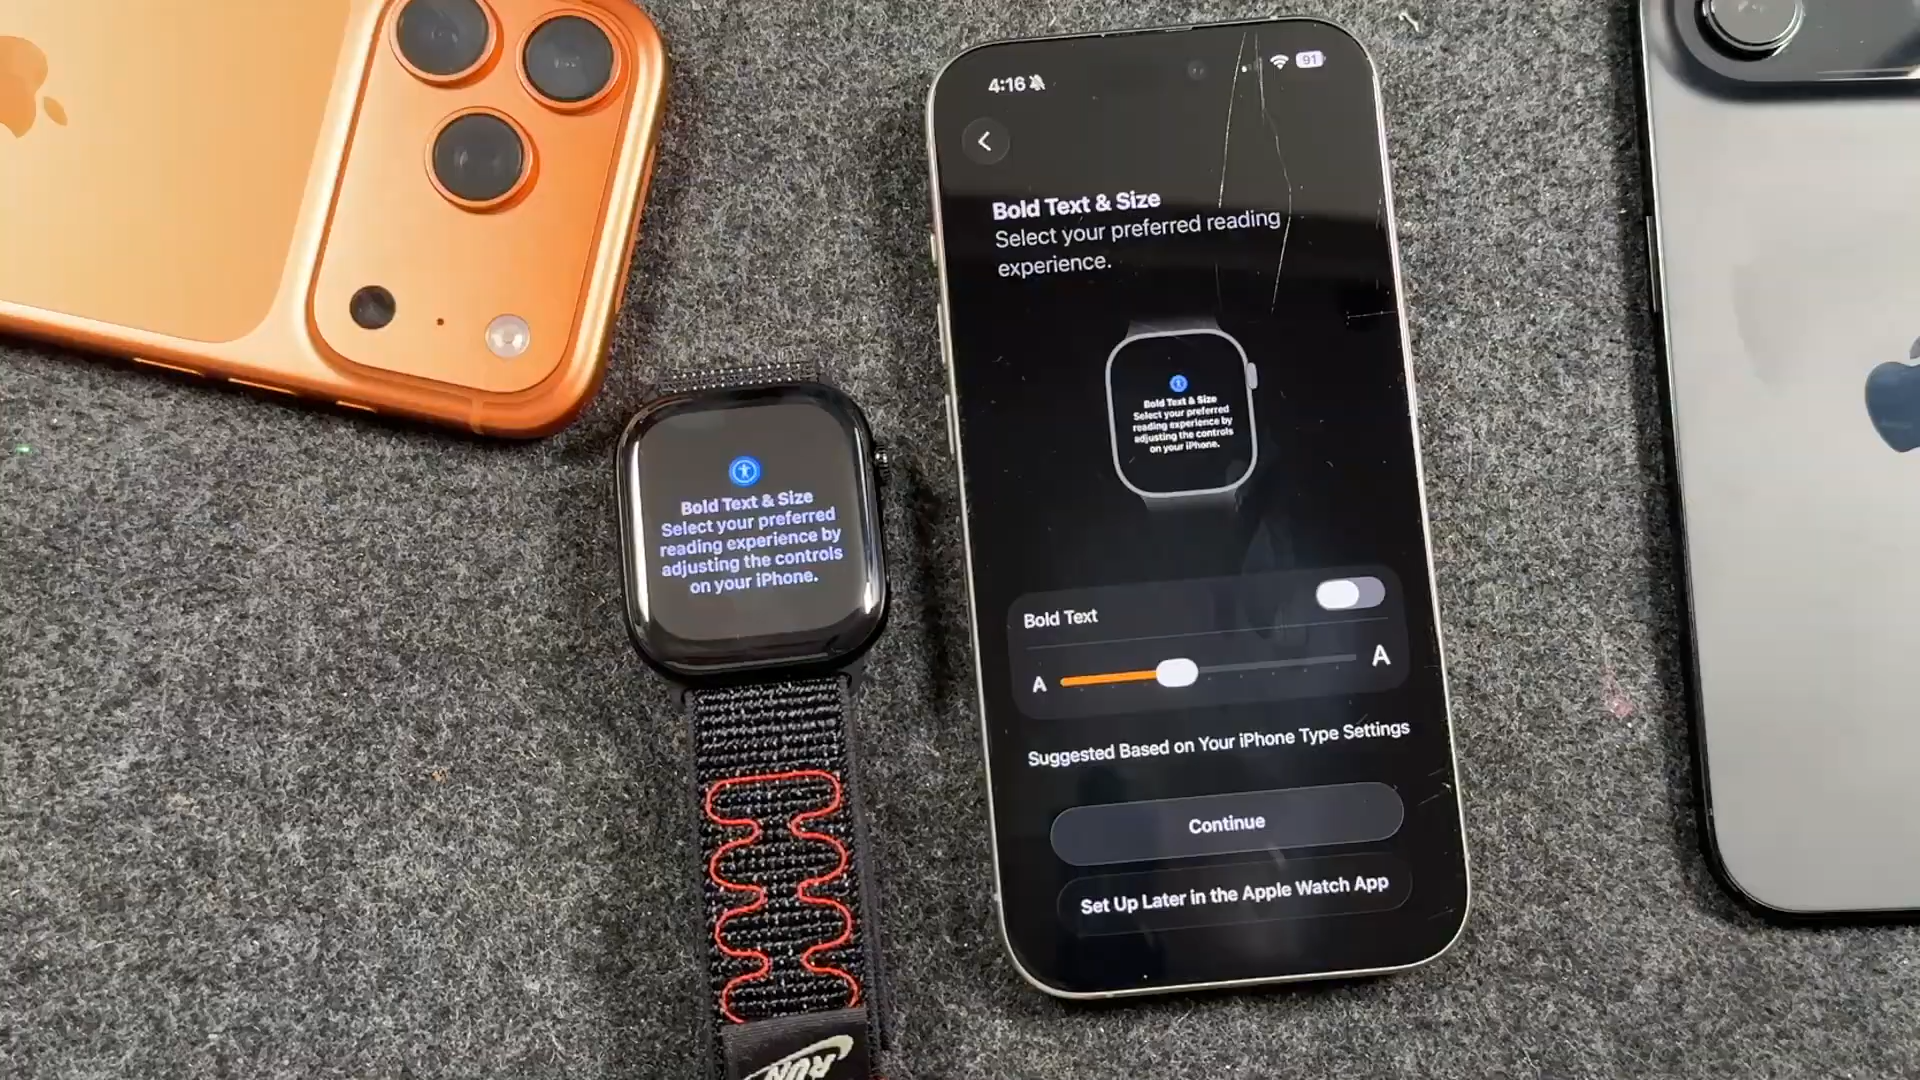 4:16
91
Bold Text & Size
Select your preferred reading
experience.
Bold Text & Size
Select your preferred
reading experience by
adjusting the controls
on your iPhone.
Bold Text & Size
Select your preferred
reading experience by
adjusting the controls
on your iPhone.
Bold Text
A
A
Suggested Based on Your iPhone Type Settings
Continue
Set Up Later in the Apple Watch App
RUN